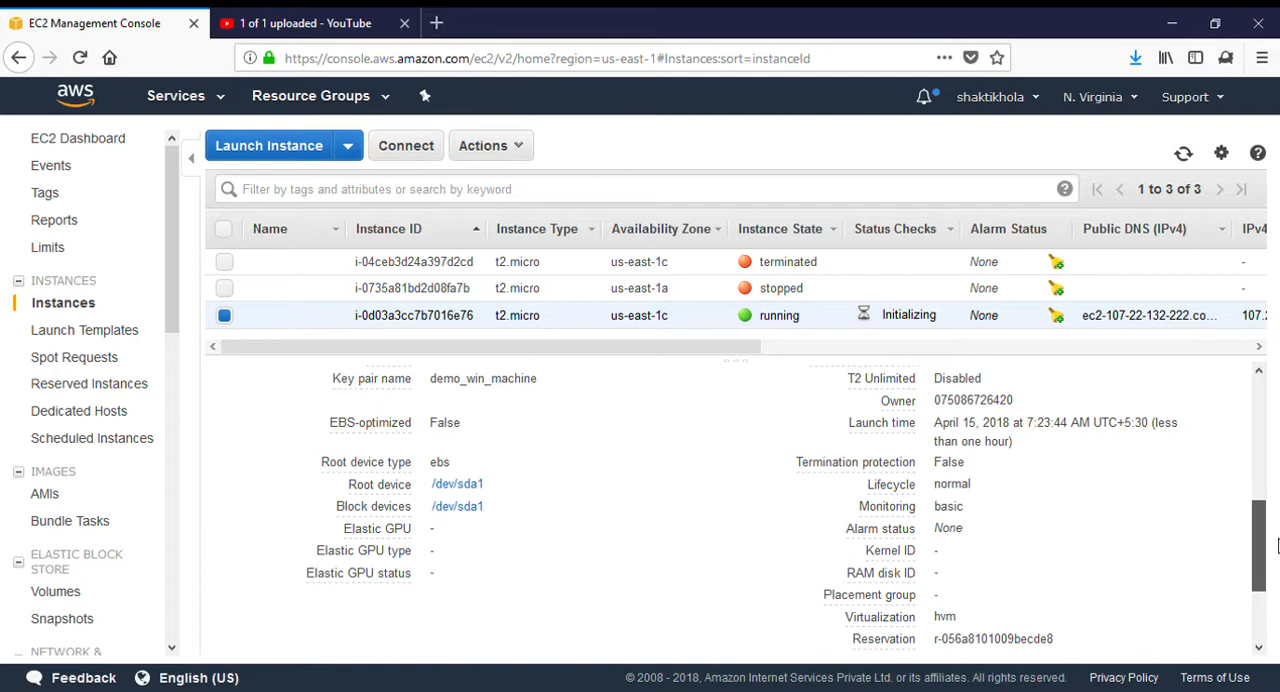 EC2 Management Console
1 of 1 uploaded - YouTube
https://console.aws.amazon.com/ec2/v2/home?region=us-east-1#Instances:sort=instanceId
aws
Services
Resource Groups
shaktikhola
N. Virginia
Support
EC2 Dashboard
Events
Tags
Reports
Limits
INSTANCES
Instances
Launch Templates
Spot Requests
Reserved Instances
Dedicated Hosts
Scheduled Instances
IMAGES
AMIs
Bundle Tasks
ELASTIC BLOCK
STORE
Volumes
Snapshots
NETWORK &
Launch Instance
Connect
Actions
Filter by tags and attributes or search by keyword
1 to 3 of 3
Name Instance ID Instance Type Availability Zone Instance State Status Checks Alarm Status Public DNS (IPv4) IPv4
i-04ceb3d24a397d2cd t2.micro us-east-1c terminated None -
i-0735a81bd2d08fa7b t2.micro us-east-1a stopped None -
i-0d03a3cc7b7016e76 t2.micro us-east-1c running Initializing None ec2-107-22-132-222.co... 107.2
Key pair name demo_win_machine
EBS-optimized False
Root device type ebs
Root device /dev/sda1
Block devices /dev/sda1
Elastic GPU -
Elastic GPU type -
Elastic GPU status -
T2 Unlimited Disabled
Owner 075086726420
Launch time April 15, 2018 at 7:23:44 AM UTC+5:30 (less
than one hour)
Termination protection False
Lifecycle normal
Monitoring basic
Alarm status None
Kernel ID -
RAM disk ID -
Placement group -
Virtualization hvm
Reservation r-056a8101009becde8
Feedback
English (US)
© 2008 - 2018, Amazon Internet Services Private Ltd. or its affiliates. All rights reserved.
Privacy Policy
Terms of Use